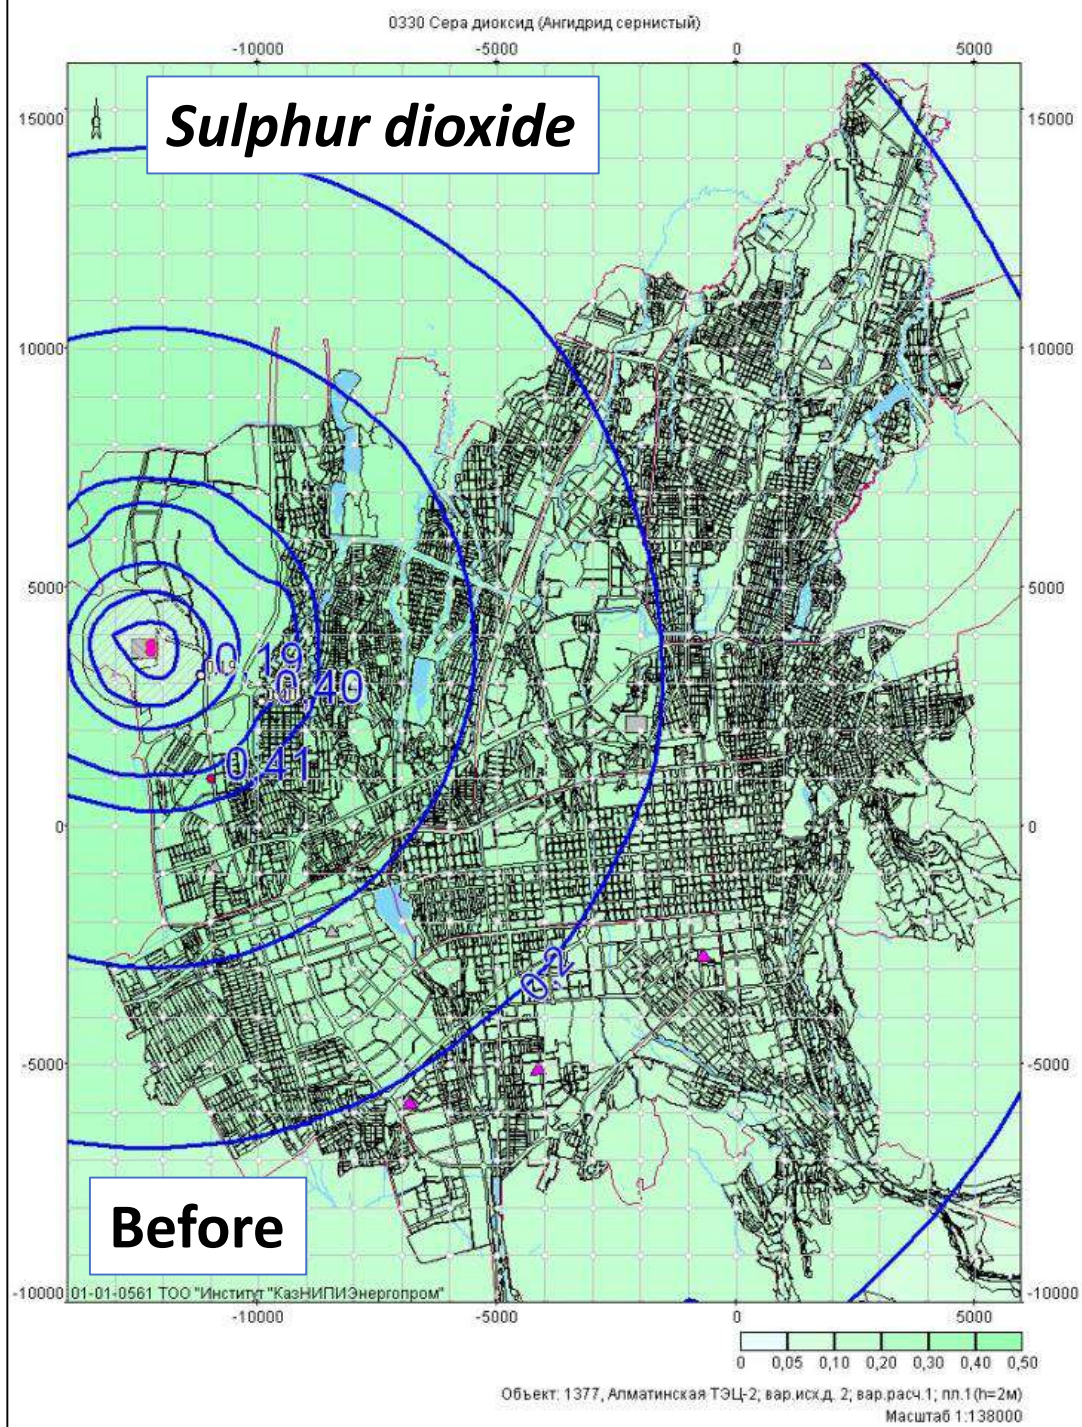 0330 Сера диоксид (Ангидрид сернистый)
-10000 -5000 0 5000
Sulphur dioxide
15000 15000
10000 10000
5000 5000
0,19
0,40
0,41
0 0
0,2
-5000 -5000
Before
-10000 -10000
01-01-0561 ТОО "Институт "КазНИПИЭнергопром"
-10000 -5000 0 5000
0 0,05 0,10 0,20 0,30 0,40 0,50
Объект: 1377, Алматинская ТЭЦ-2; вар.исх.д. 2; вар.расч.1; пл.1(h=2м)
Масштаб 1:138000